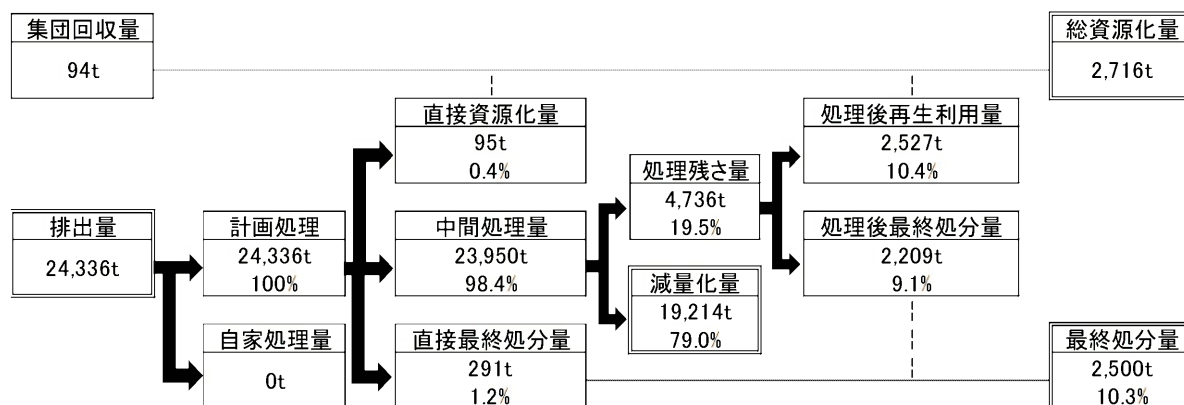 集団回収量
94t
総資源化量
2,716t
直接資源化量
95t
0.4%
処理後再生利用量
2,527t
10.4%
処理残さ量
4,736t
19.5%
排出量
24,336t
計画処理
24,336t
100%
中間処理量
23,950t
98.4%
処理後最終処分量
2,209t
9.1%
減量化量
19,214t
79.0%
自家処理量
0t
直接最終処分量
291t
1.2%
最終処分量
2,500t
10.3%